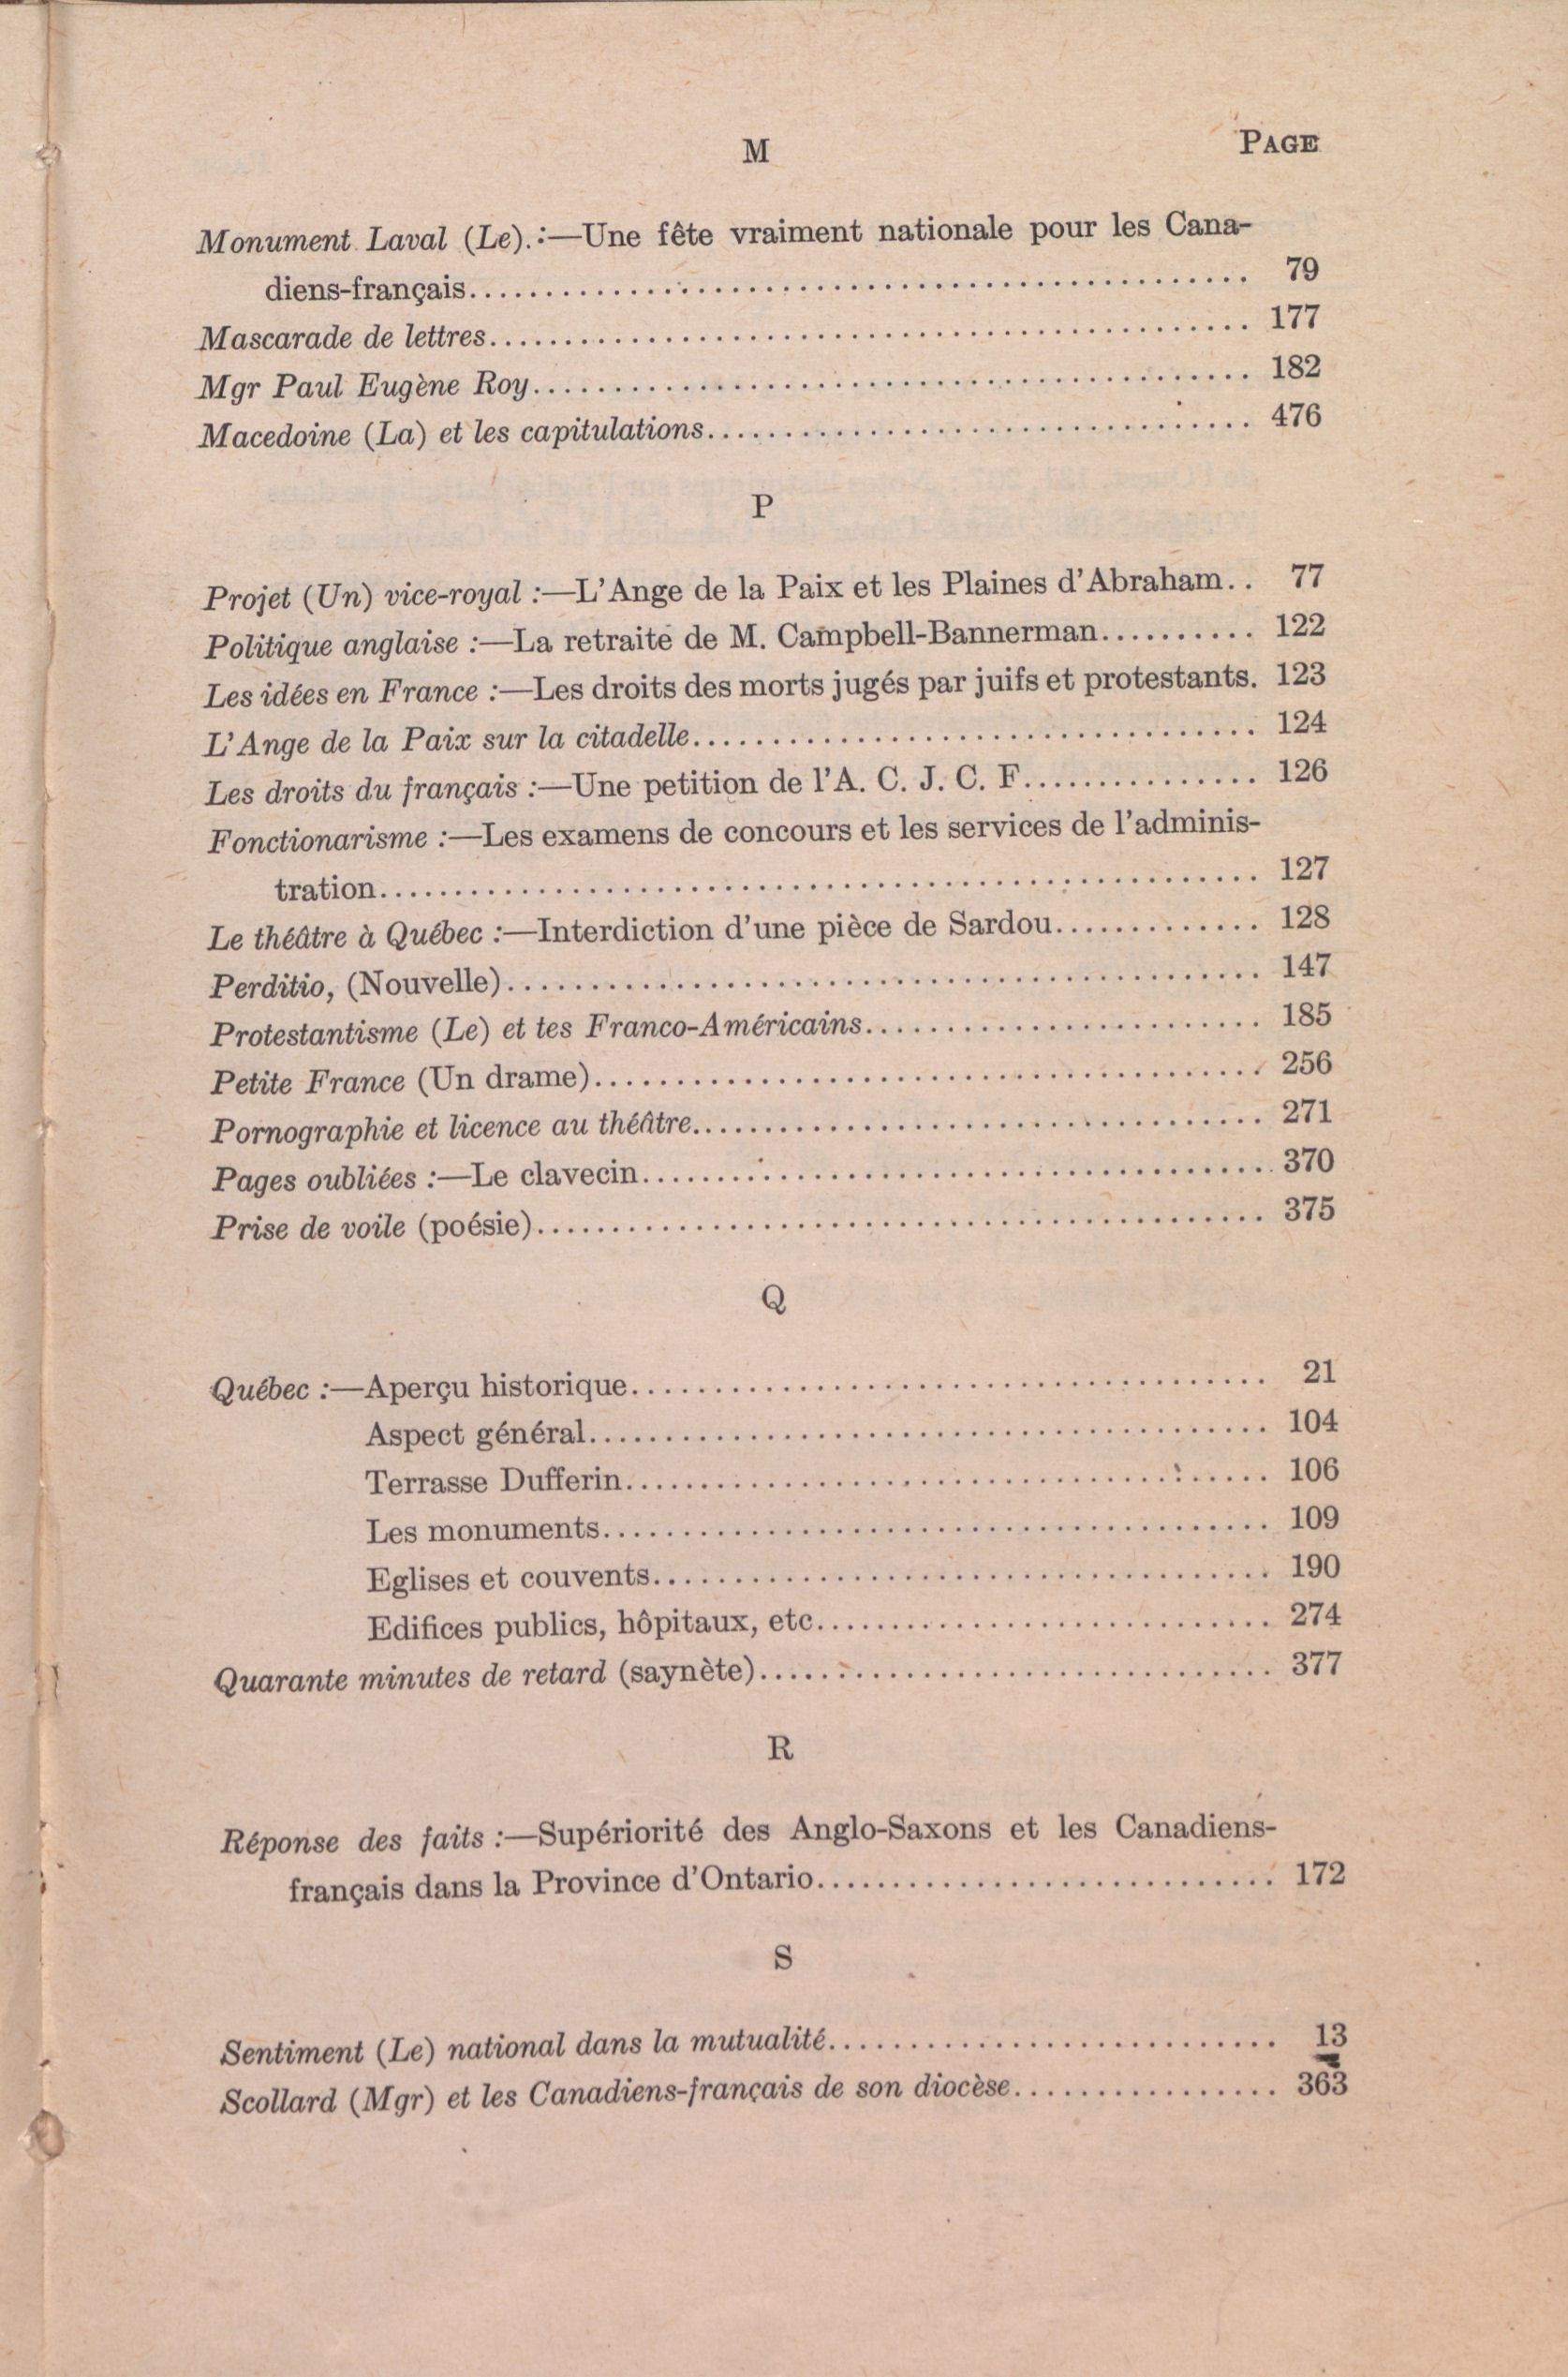 M PAGE
Monument Laval (Le).:—Une fête vraiment nationale pour les Cana-
diens-français........ 79
Mascarade de lettres........ 177
Mgr Paul Eugène Roy........ 182
Macedoine (La) et les capitulations........ 476
P
Projet (Un) vice-royal :—L'Ange de la Paix et les Plaines d'Abraham.. 77
Politique anglaise :—La retraite de M. Campbell-Bannerman.......... 122
Les idées en France :—Les droits des morts jugés par juifs et protestants. 123
L'Ange de la Paix sur la citadelle........ 124
Les droits du français :—Une petition de l'A. C. J. C. F........ 126
Fonctionarisme :—Les examens de concours et les services de l'adminis-
tration........ 127
Le théâtre à Québec :—Interdiction d'une pièce de Sardou........ 128
Perditio, (Nouvelle)........ 147
Protestantisme (Le) et tes Franco-Américains........ 185
Petite France (Un drame)........ 256
Pornographie et licence au théâtre........ 271
Pages oubliées :—Le clavecin........ 370
Prise de voile (poésie)........ 375
Q
Québec :—Aperçu historique........ 21
Aspect général........ 104
Terrasse Dufferin........ 106
Les monuments........ 109
Eglises et couvents........ 190
Edifices publics, hôpitaux, etc........ 274
Quarante minutes de retard (saynète)........ 377
R
Réponse des faits :—Supériorité des Anglo-Saxons et les Canadiens-
français dans la Province d'Ontario........ 172
S
Sentiment (Le) national dans la mutualité........ 13
Scollard (Mgr) et les Canadiens-français de son diocèse........ 363